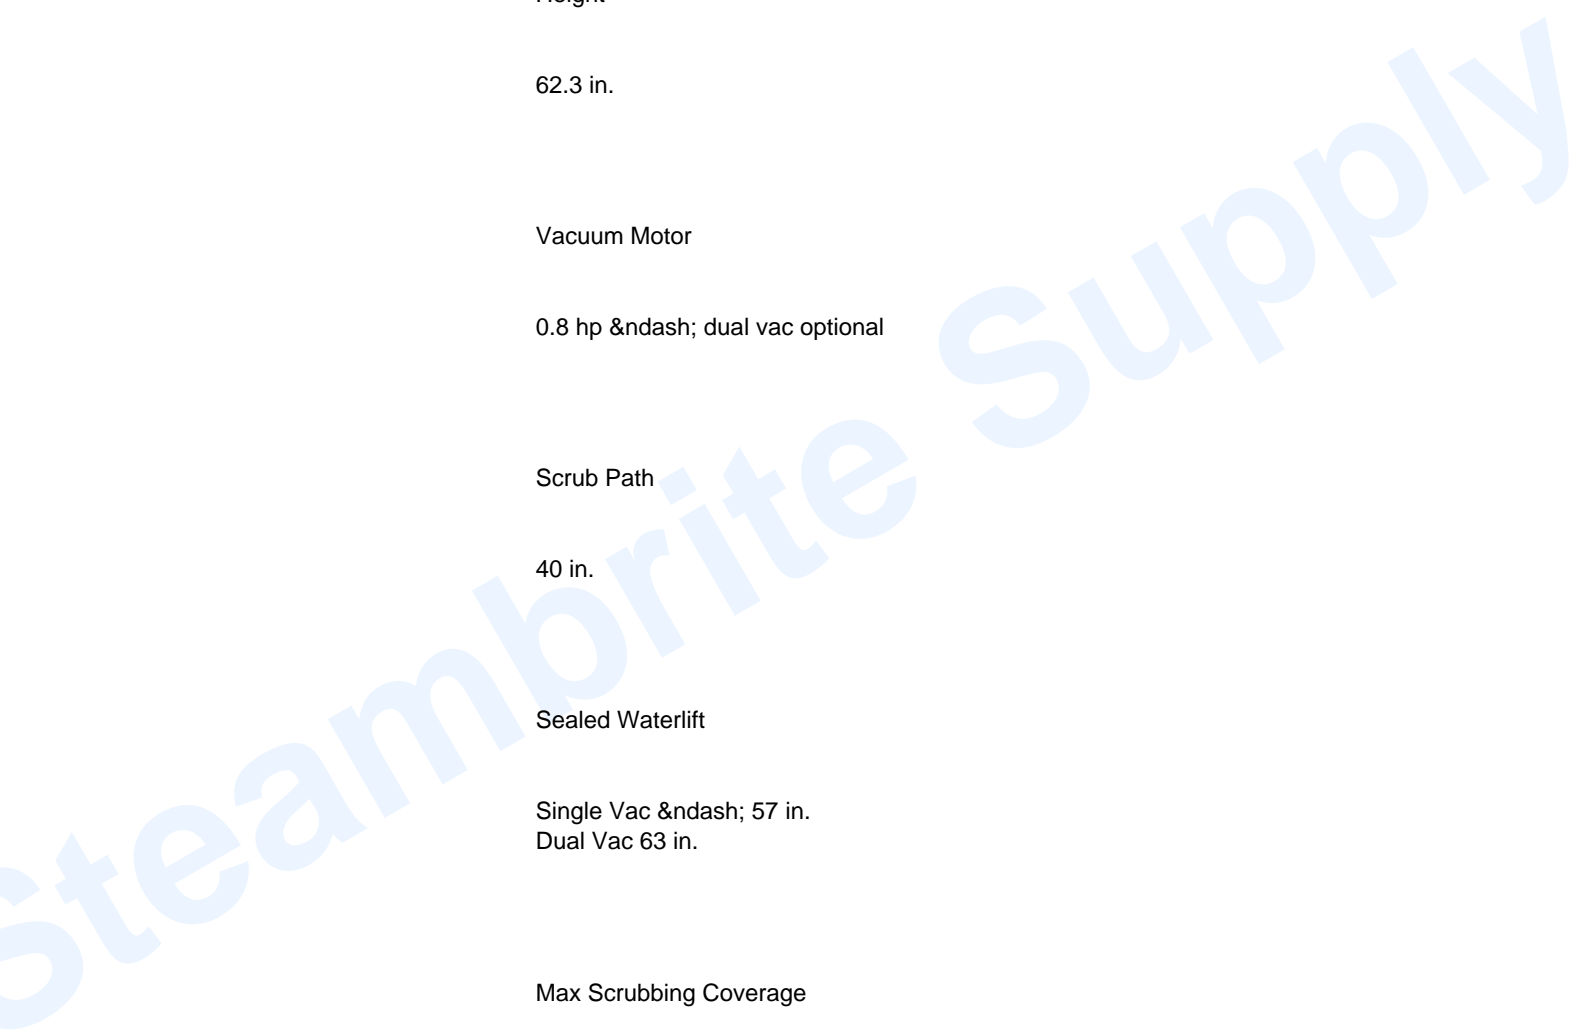 Height
62.3 in.
Vacuum Motor
0.8 hp &ndash; dual vac optional
Scrub Path
40 in.
Sealed Waterlift
Single Vac &ndash; 57 in.
Dual Vac 63 in.
Max Scrubbing Coverage
Steambrite Supply